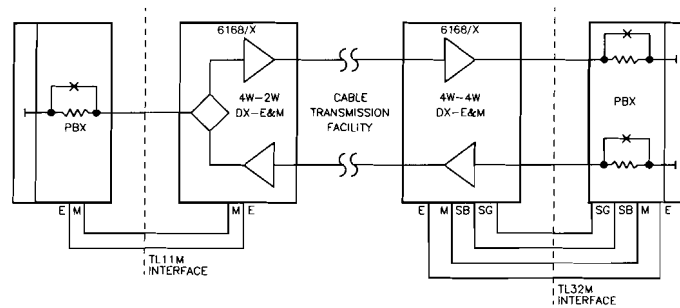 6168/X
6168/X
PBX
4W-2W
DX-E&M
CABLE
TRANSMISSION
FACILITY
4W-4W
DX-E&M
PBX
E M
M E
E M SB SG
SG SB M E
TL11M
INTERFACE
TL32M
INTERFACE